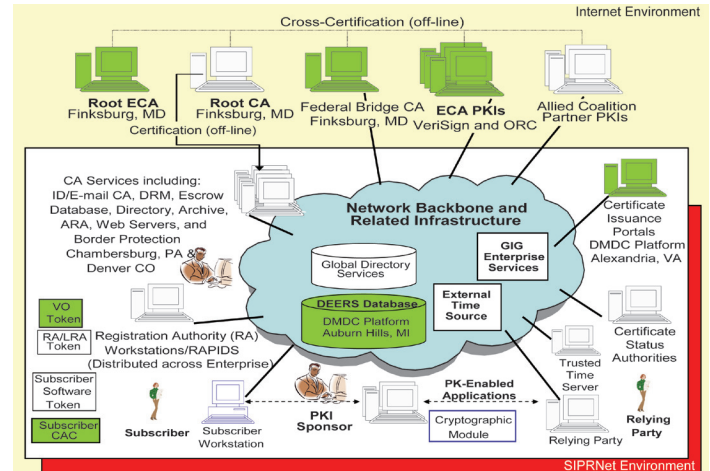 Internet Environment
Cross-Certification (off-line)
Root ECA
Finksburg, MD
Root CA
Finksburg, MD
Federal Bridge CA
Finksburg, MD
ECA PKIs
VeriSign and ORC
Allied Coalition
Partner PKIs
Certification (off-line)
CA Services including:
ID/E-mail CA, DRM, Escrow
Database, Directory, Archive,
ARA, Web Servers, and
Border Protection
Chambersburg, PA &
Denver CO
Network Backbone and
Related Infrastructure
Certificate
Issuance
Portals
DMDC Platform
Alexandria, VA
Global Directory
Services
GIG
Enterprise
Services
DEERS Database
DMDC Platform
Auburn Hills, MI
External
Time
Source
VO
Token
RA/LRA
Token
Registration Authority (RA)
Workstations/RAPIDS
(Distributed across Enterprise)
Trusted
Time
Server
Certificate
Status
Authorities
Subscriber
Software
Token
Subscriber
CAC
Subscriber
Subscriber
Workstation
PKI
Sponsor
PK-Enabled
Applications
Cryptographic
Module
Relying Party
Relying
Party
SIPRNet Environment